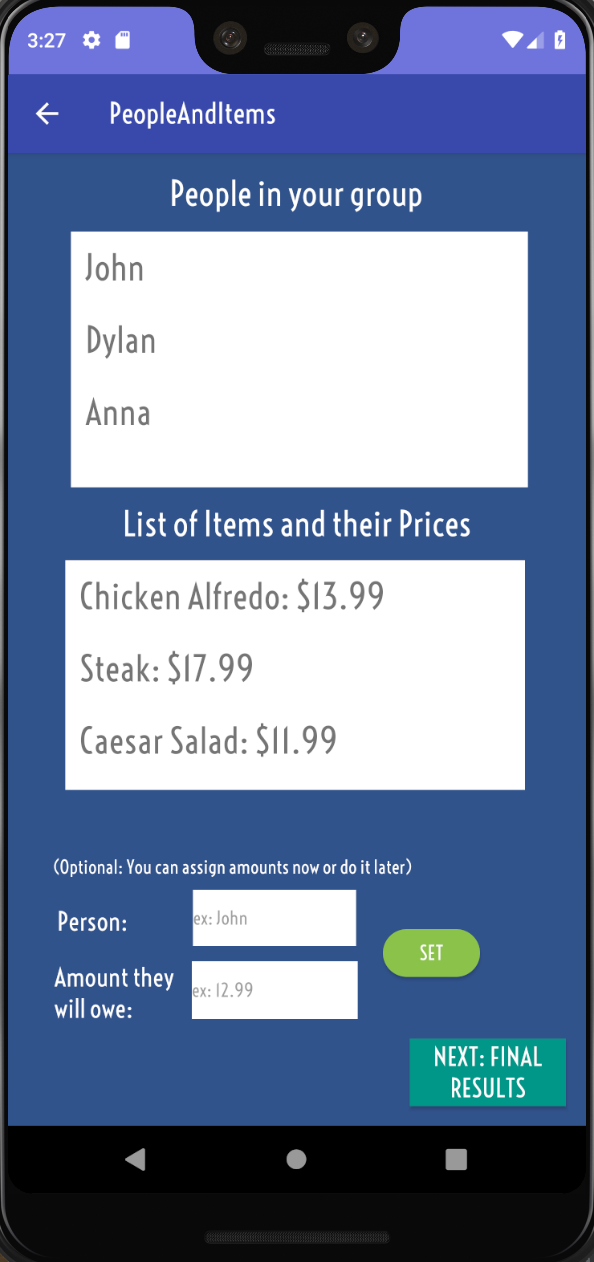 3:27
PeopleAndItems
People in your group
John
Dylan
Anna
List of Items and their Prices
Chicken Alfredo: $13.99
Steak: $17.99
Caesar Salad: $11.99
(Optional: You can assign amounts now or do it later)
Person:
ex: John
SET
Amount they
will owe:
ex: 12.99
NEXT: FINAL
RESULTS